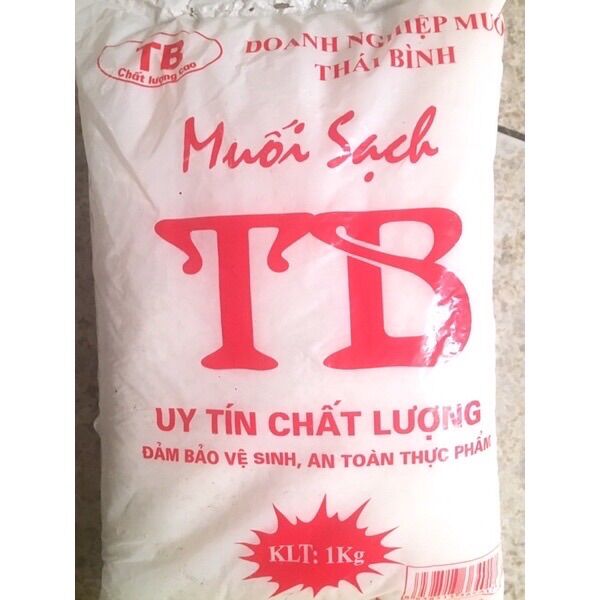 TB
Chất lượng cao
DOANH NGHIỆP MUỐ
THÁI BÌNH
Muối Sạch
TB
UY TÍN CHẤT LƯỢNG
ĐẢM BẢO VỆ SINH, AN TOÀN THỰC PHẨM
KLT: 1Kg